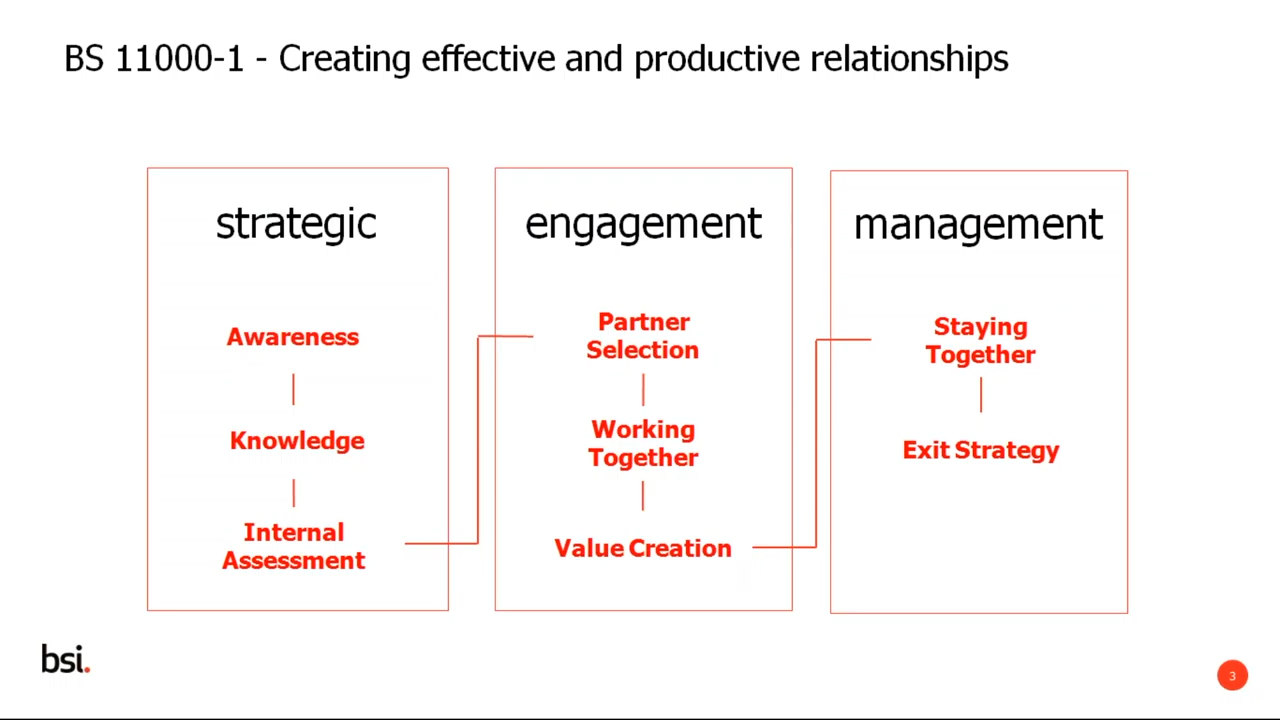 BS 11000-1 - Creating effective and productive relationships
strategic
Awareness
Knowledge
Internal
Assessment
engagement
Partner
Selection
Working
Together
Value Creation
management
Staying
Together
Exit Strategy
bsi.
3